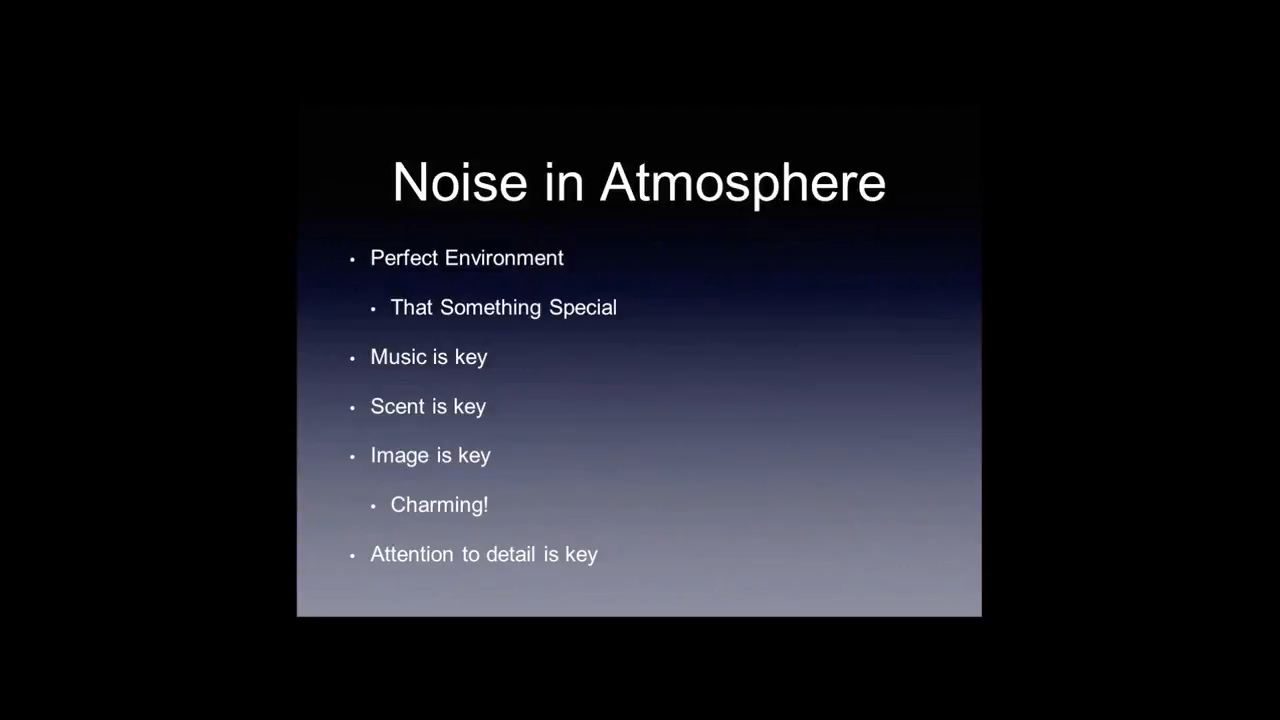 Noise in Atmosphere
• Perfect Environment
• That Something Special
• Music is key
• Scent is key
• Image is key
• Charming!
• Attention to detail is key